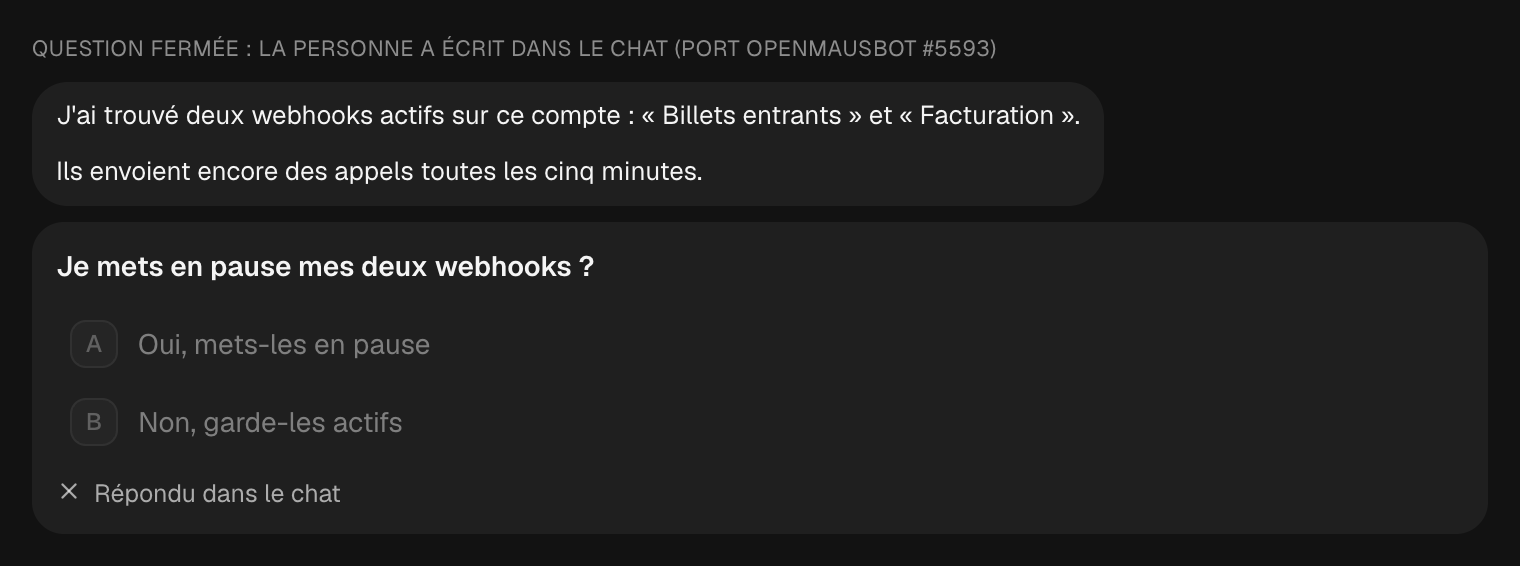 QUESTION FERMÉE : LA PERSONNE A ÉCRIT DANS LE CHAT (PORT OPENMAUSBOT #5593)
J'ai trouvé deux webhooks actifs sur ce compte : « Billets entrants » et « Facturation ».
Ils envoient encore des appels toutes les cinq minutes.
Je mets en pause mes deux webhooks ?
A Oui, mets-les en pause
B Non, garde-les actifs
× Répondu dans le chat